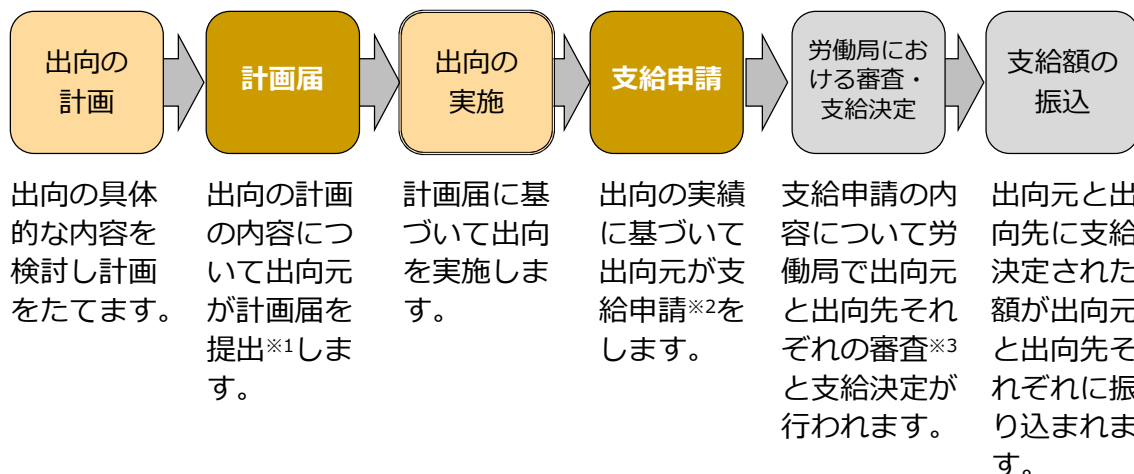 出向の
計画
計画届
出向の
実施
支給申請
労働局にお
ける審査・
支給決定
支給額の
振込
出向の具体
的な内容を
検討し計画
をたてます。
出向の計画
の内容につ
いて出向元
が計画届を
提出※1しま
す。
計画届に基
づいて出向
を実施しま
す。
出向の実績
に基づいて
出向元が支
給申請※2を
します。
支給申請の内
容について労
働局で出向元
と出向先それ
ぞれの審査※3
と支給決定が
行われます。
出向元と出
向先に支給
決定された
額が出向元
と出向先そ
れぞれに振
り込まれま
す。